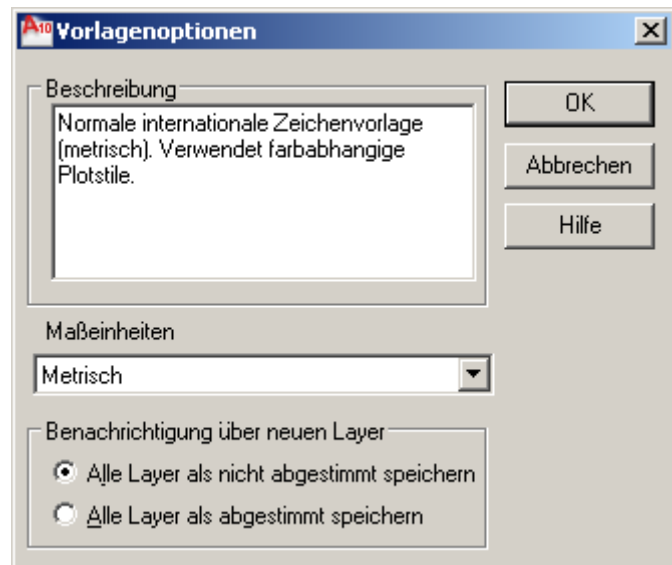 A10 Vorlagenoptionen
Beschreibung
Normale internationale Zeichenvorlage
(metrisch). Verwendet farbabhangige
Plotstile.
OK
Abbrechen
Hilfe
Maßeinheiten
Metrisch
Benachrichtigung über neuen Layer
Alle Layer als nicht abgestimmt speichern
Alle Layer als abgestimmt speichern